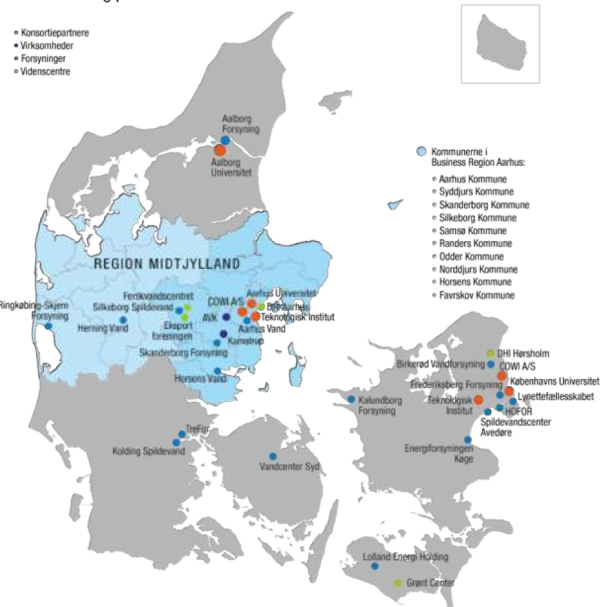 Konsortiepartnere
Virksomheder
Forsyninger
Videnscentre
Aalborg
Forsyning
Aalborg
Universitet
Kommunerne i
Business Region Aarhus:
Aarhus Kommune
Syddjurs Kommune
Skanderborg Kommune
Silkeborg Kommune
Samsø Kommune
Randers Kommune
Odder Kommune
Norddjurs Kommune
Horsens Kommune
Favrskov Kommune
REGION MIDTJYLLAND
Ringkøbing-Skjern
Forsyning
Herning Vand
Ferskvandscentret
Silkeborg Spildevand
Eksport
foreningen
COWI A/S
Aarhus Universitet
DHI Aarhus
Teknologisk Institut
AVK
Aarhus Vand
Kamstrup
Skanderborg Forsyning
Horsens Vand
TreFor
Kolding Spildevand
Vandcenter Syd
Kalundborg
Forsyning
DHI Hørsholm
Birkerød Vandforsyning
COWI A/S
Københavns Universitet
Frederiksberg Forsyning
Lynettefællesskabet
Teknologisk
Institut
HOFOR
Spildevandscenter
Avedøre
Energiforsyningen
Køge
Lolland Energi Holding
Grønt Center